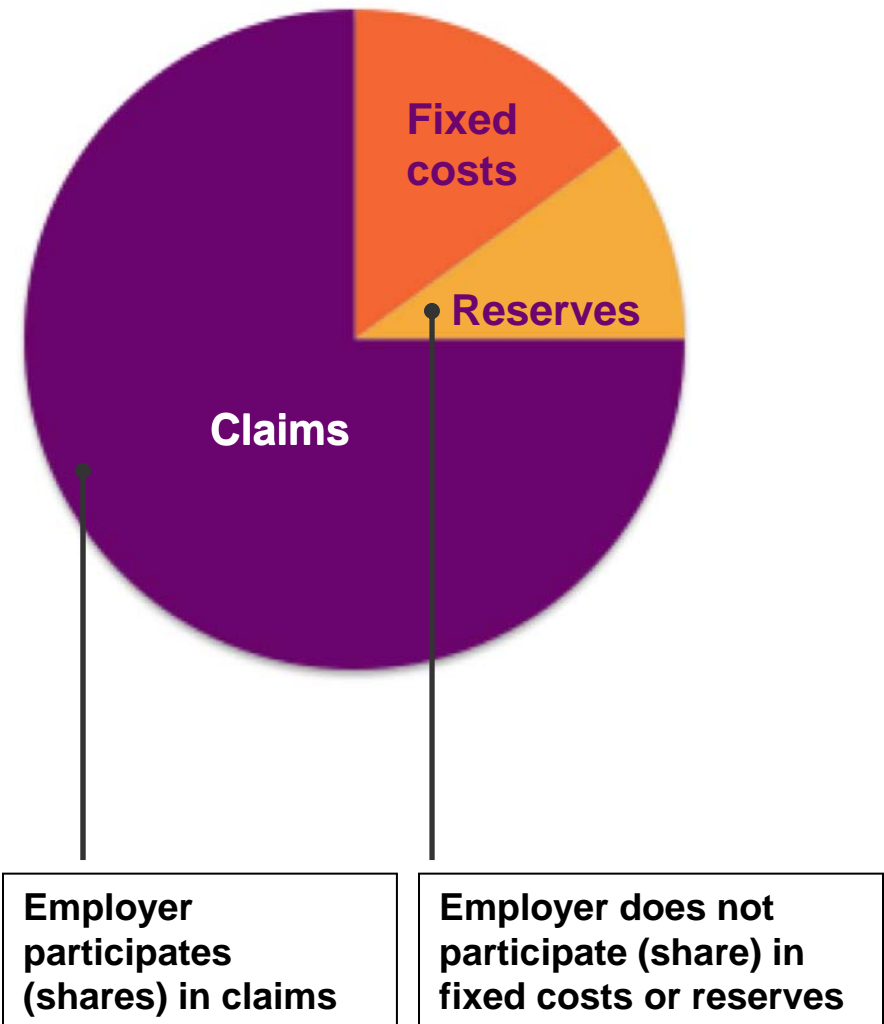 Fixed
costs
Reserves
Claims
Employer
participates
(shares) in claims
Employer does not
participate (share) in
fixed costs or reserves